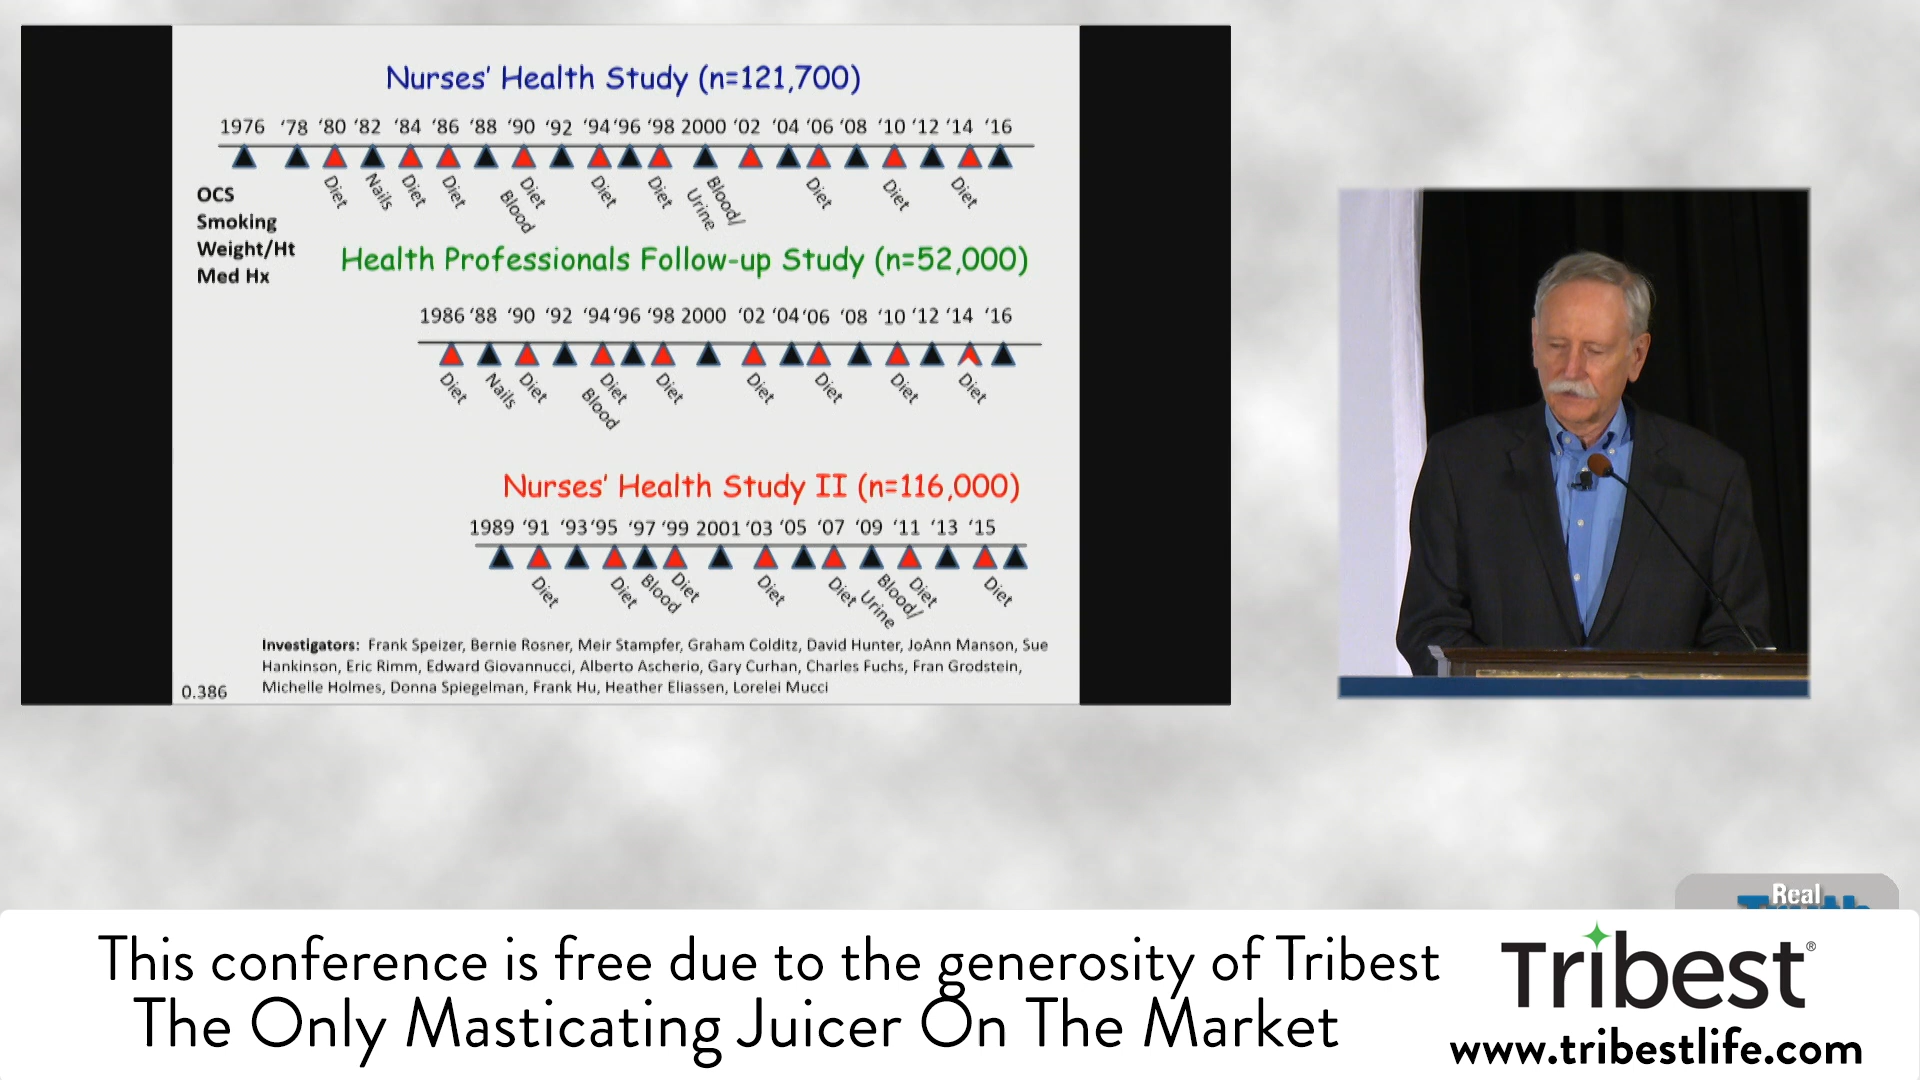 Nurses' Health Study (n=121,700)
1976 '78 '80 '82 '84 '86 '88 '90 '92 '94 '96 '98 2000 '02 '04 '06 '08 '10 '12 '14 '16
Diet Nails Diet Diet Diet Blood Diet Diet Blood/ Urine Diet Diet Diet
OCS
Smoking
Weight/Ht
Med Hx
Health Professionals Follow-up Study (n=52,000)
1986 '88 '90 '92 '94 '96 '98 2000 '02 '04 '06 '08 '10 '12 '14 '16
Diet Nails Diet Diet Blood Diet Diet Diet Diet Diet
Nurses' Health Study II (n=116,000)
1989 '91 '93 '95 '97 '99 2001 '03 '05 '07 '09 '11 '13 '15
Diet Diet Blood Diet Diet Diet Blood/ Urine Diet Diet
Investigators: Frank Speizer, Bernie Rosner, Meir Stampfer, Graham Colditz, David Hunter, JoAnn Manson, Sue
Hankinson, Eric Rimm, Edward Giovannucci, Alberto Ascherio, Gary Curhan, Charles Fuchs, Fran Grodstein,
Michelle Holmes, Donna Spiegelman, Frank Hu, Heather Eliassen, Lorelei Mucci
0.386
Real
Truth
This conference is free due to the generosity of Tribest
The Only Masticating Juicer On The Market
Tribest®
www.tribestlife.com